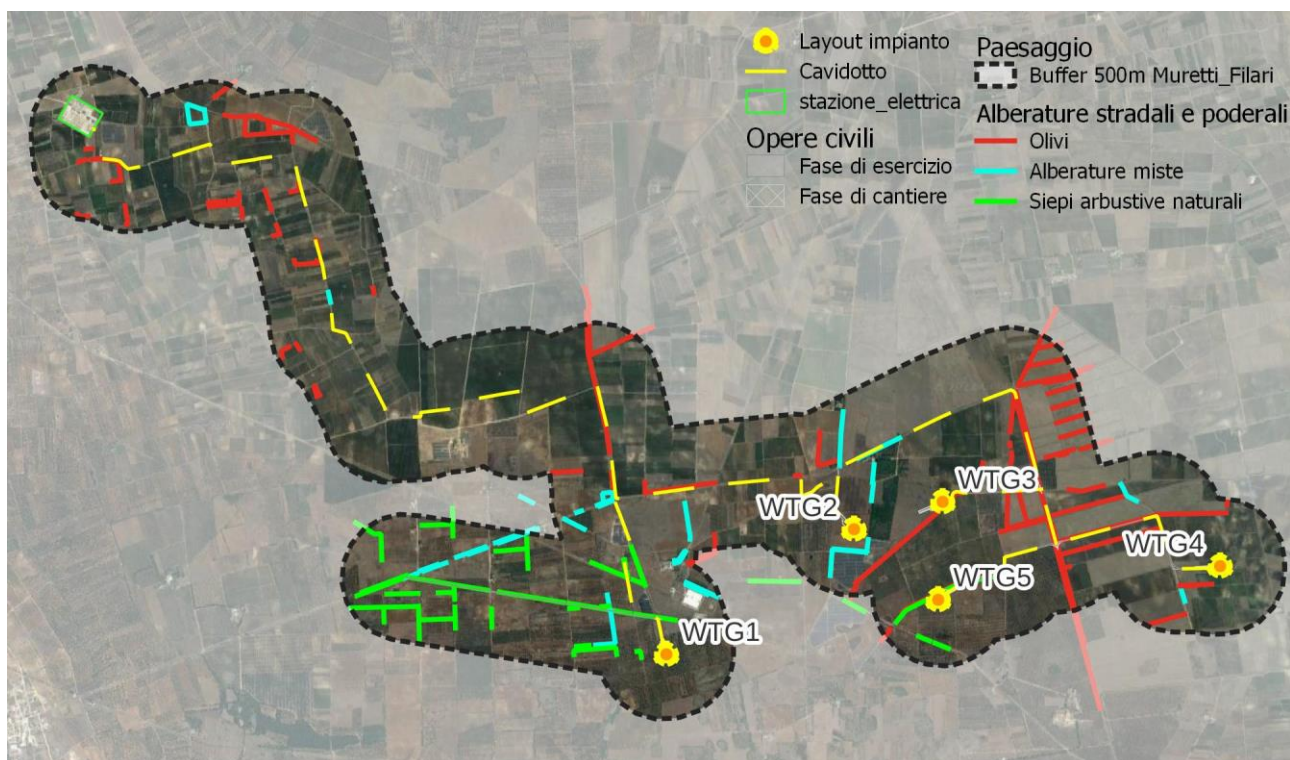 Layout impianto
Cavidotto
stazione_elettrica
Opere civili
Fase di esercizio
Fase di cantiere
Paesaggio
Buffer 500m Muretti_Filari
Alberature stradali e poderali
Olivi
Alberature miste
Siepi arbustive naturali
WTG3
WTG2
WTG4
WTG5
WTG1